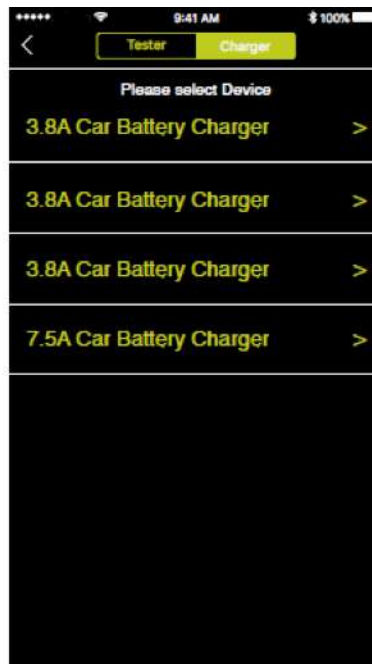 9:41 AM 100%
< Tester Charger
Please select Device
3.8A Car Battery Charger >
3.8A Car Battery Charger >
3.8A Car Battery Charger >
7.5A Car Battery Charger >